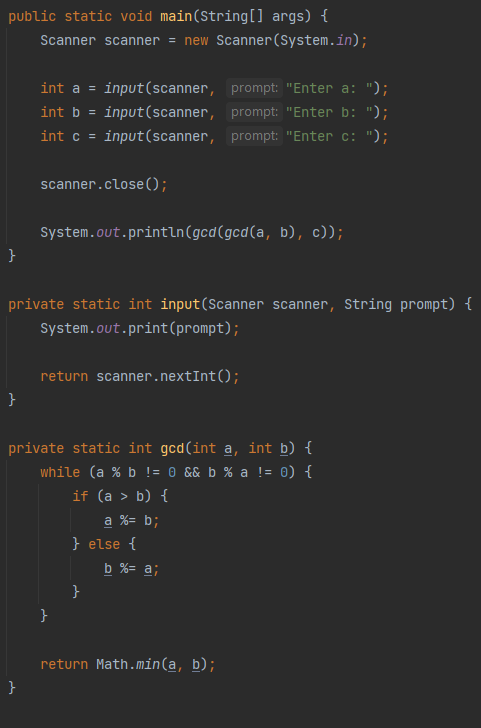 public static void main(String[] args) {
    Scanner scanner = new Scanner(System.in);

    int a = input(scanner, prompt: "Enter a: ");
    int b = input(scanner, prompt: "Enter b: ");
    int c = input(scanner, prompt: "Enter c: ");

    scanner.close();

    System.out.println(gcd(gcd(a, b), c));
}

private static int input(Scanner scanner, String prompt) {
    System.out.print(prompt);

    return scanner.nextInt();
}

private static int gcd(int a, int b) {
    while (a % b != 0 && b % a != 0) {
        if (a > b) {
            a %= b;
        } else {
            b %= a;
        }
    }

    return Math.min(a, b);
}